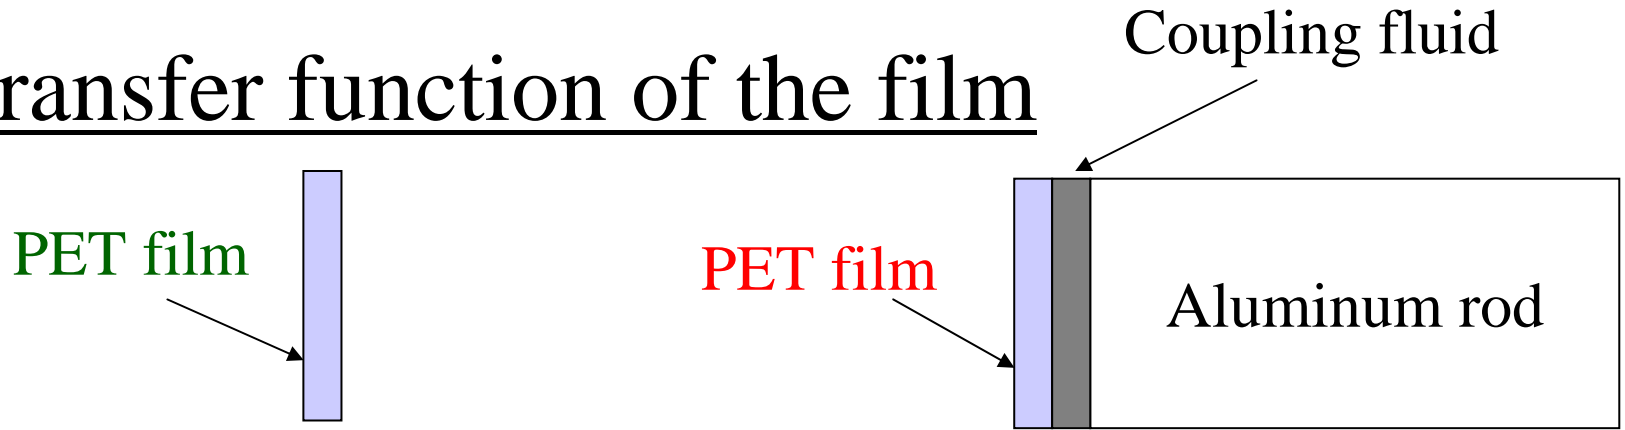 Coupling fluid
ransfer function of the film
PET film
PET film
Aluminum rod